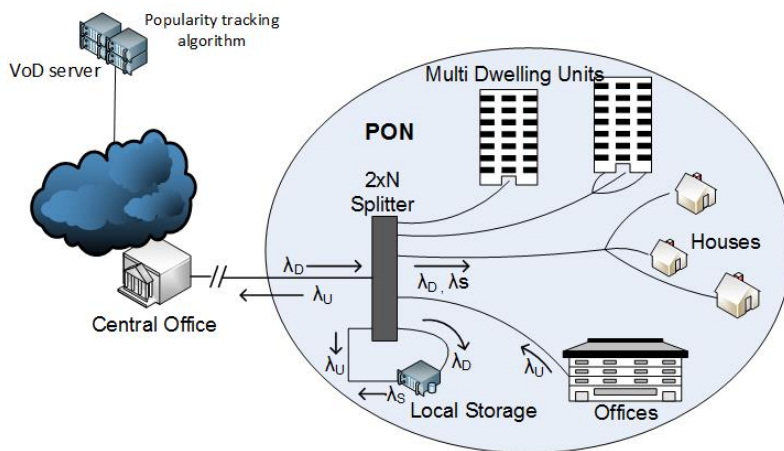 Popularity tracking
algorithm
VoD server
Multi Dwelling Units
PON
2xN
Splitter
Houses
λD
λD , λS
λU
Central Office
λU
λD
λU
λS
Local Storage
Offices